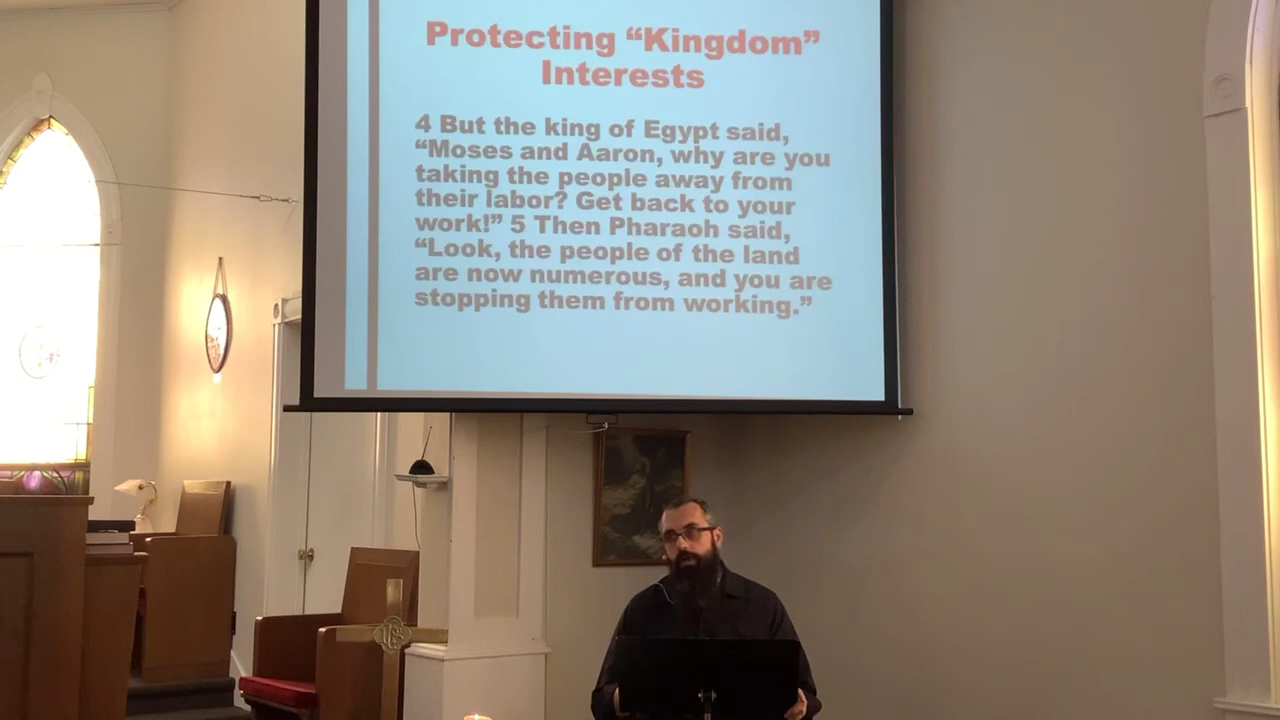 Protecting “Kingdom”
Interests
4 But the king of Egypt said,
“Moses and Aaron, why are you
taking the people away from
their labor? Get back to your
work!” 5 Then Pharaoh said,
“Look, the people of the land
are now numerous, and you are
stopping them from working.”